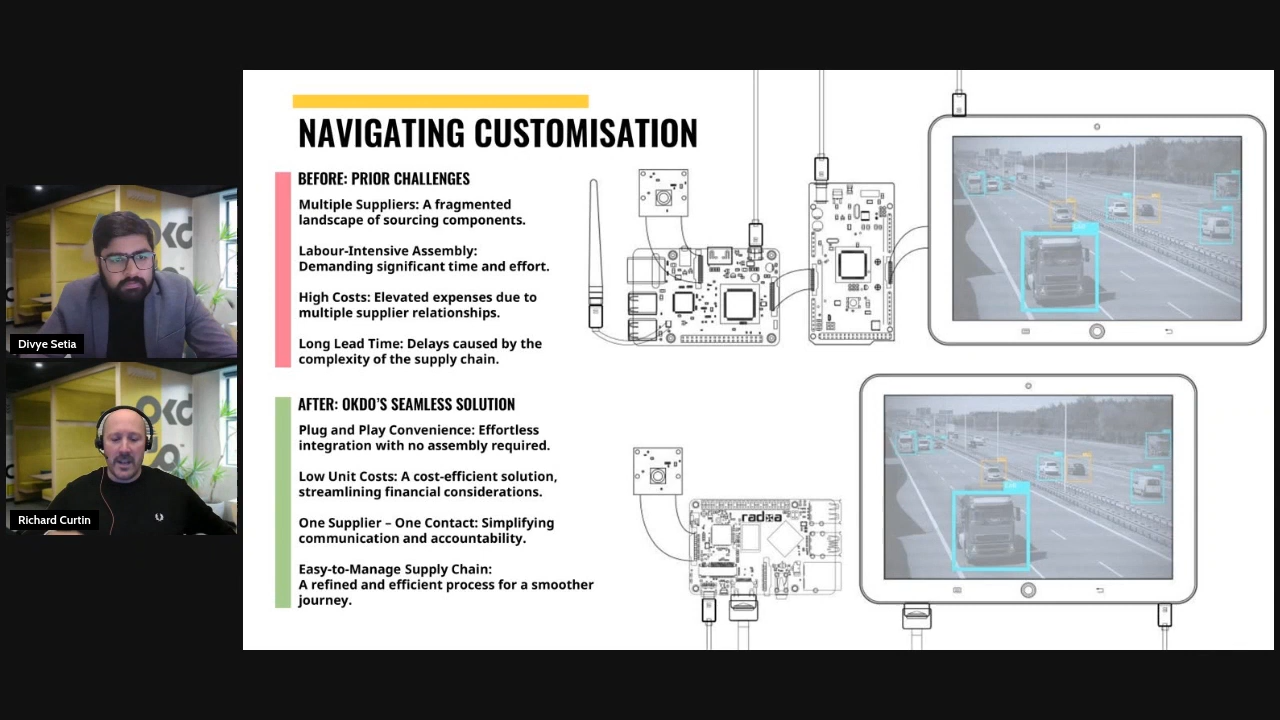 NAVIGATING CUSTOMISATION
BEFORE: PRIOR CHALLENGES
Multiple Suppliers: A fragmented
landscape of sourcing components.
Labour-Intensive Assembly:
Demanding significant time and effort.
High Costs: Elevated expenses due to
multiple supplier relationships.
Long Lead Time: Delays caused by the
complexity of the supply chain.
AFTER: OKDO'S SEAMLESS SOLUTION
Plug and Play Convenience: Effortless
integration with no assembly required.
Low Unit Costs: A cost-efficient solution,
streamlining financial considerations.
One Supplier – One Contact: Simplifying
communication and accountability.
Easy-to-Manage Supply Chain:
A refined and efficient process for a smoother
journey.
radxa
Divye Setia
Richard Curtin